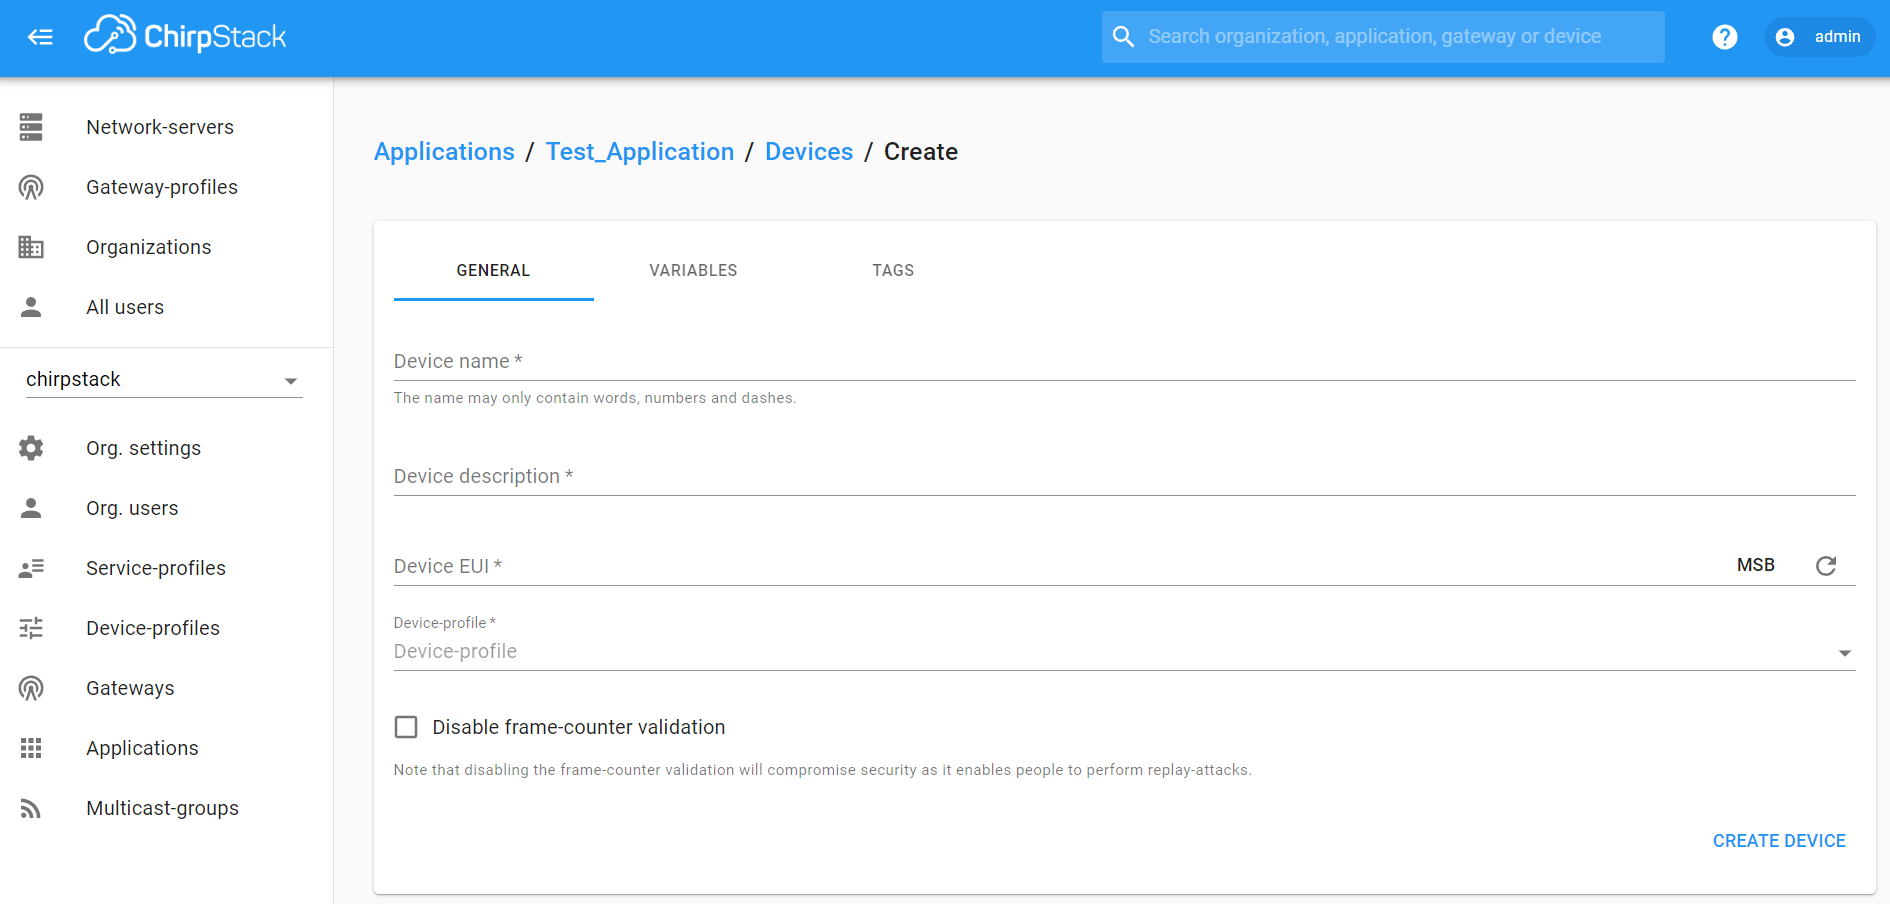 ChirpStack
Search organization, application, gateway or device
?
admin
Network-servers
Gateway-profiles
Organizations
All users
chirpstack
Org. settings
Org. users
Service-profiles
Device-profiles
Gateways
Applications
Multicast-groups
Applications / Test_Application / Devices / Create
GENERAL VARIABLES TAGS
Device name *
The name may only contain words, numbers and dashes.
Device description *
Device EUI * MSB
Device-profile *
Device-profile
Disable frame-counter validation
Note that disabling the frame-counter validation will compromise security as it enables people to perform replay-attacks.
CREATE DEVICE